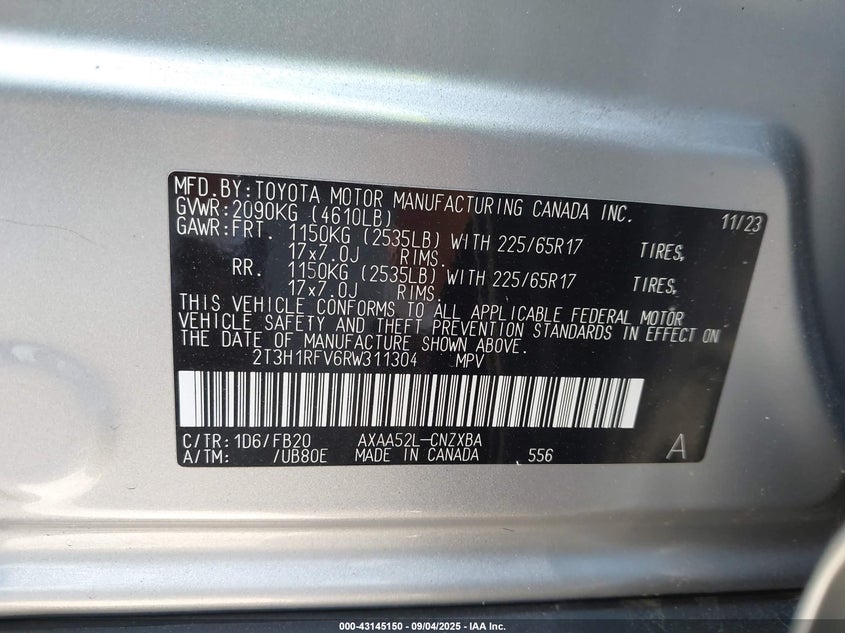 MFD.BY:TOYOTA MOTOR MANUFACTURING CANADA INC.
GVWR:2090KG (4610LB) 11/23
GAWR:FRT. 1150KG (2535LB) WITH 225/65R17 TIRES,
17x7.0J RIMS.
RR. 1150KG (2535LB) WITH 225/65R17 TIRES,
17x7.0J RIMS.
THIS VEHICLE CONFORMS TO ALL APPLICABLE FEDERAL MOTOR
VEHICLE SAFETY AND THEFT PREVENTION STANDARDS IN EFFECT ON
THE DATE OF MANUFACTURE SHOWN ABOVE.
2T3H1RFV6RW311304 MPV
C/TR:1D6/FB20 AXAA52L-CNZXBA
A/TM: /UB80E MADE IN CANADA 556 A
000-43145150 - 09/04/2025 - IAA Inc.